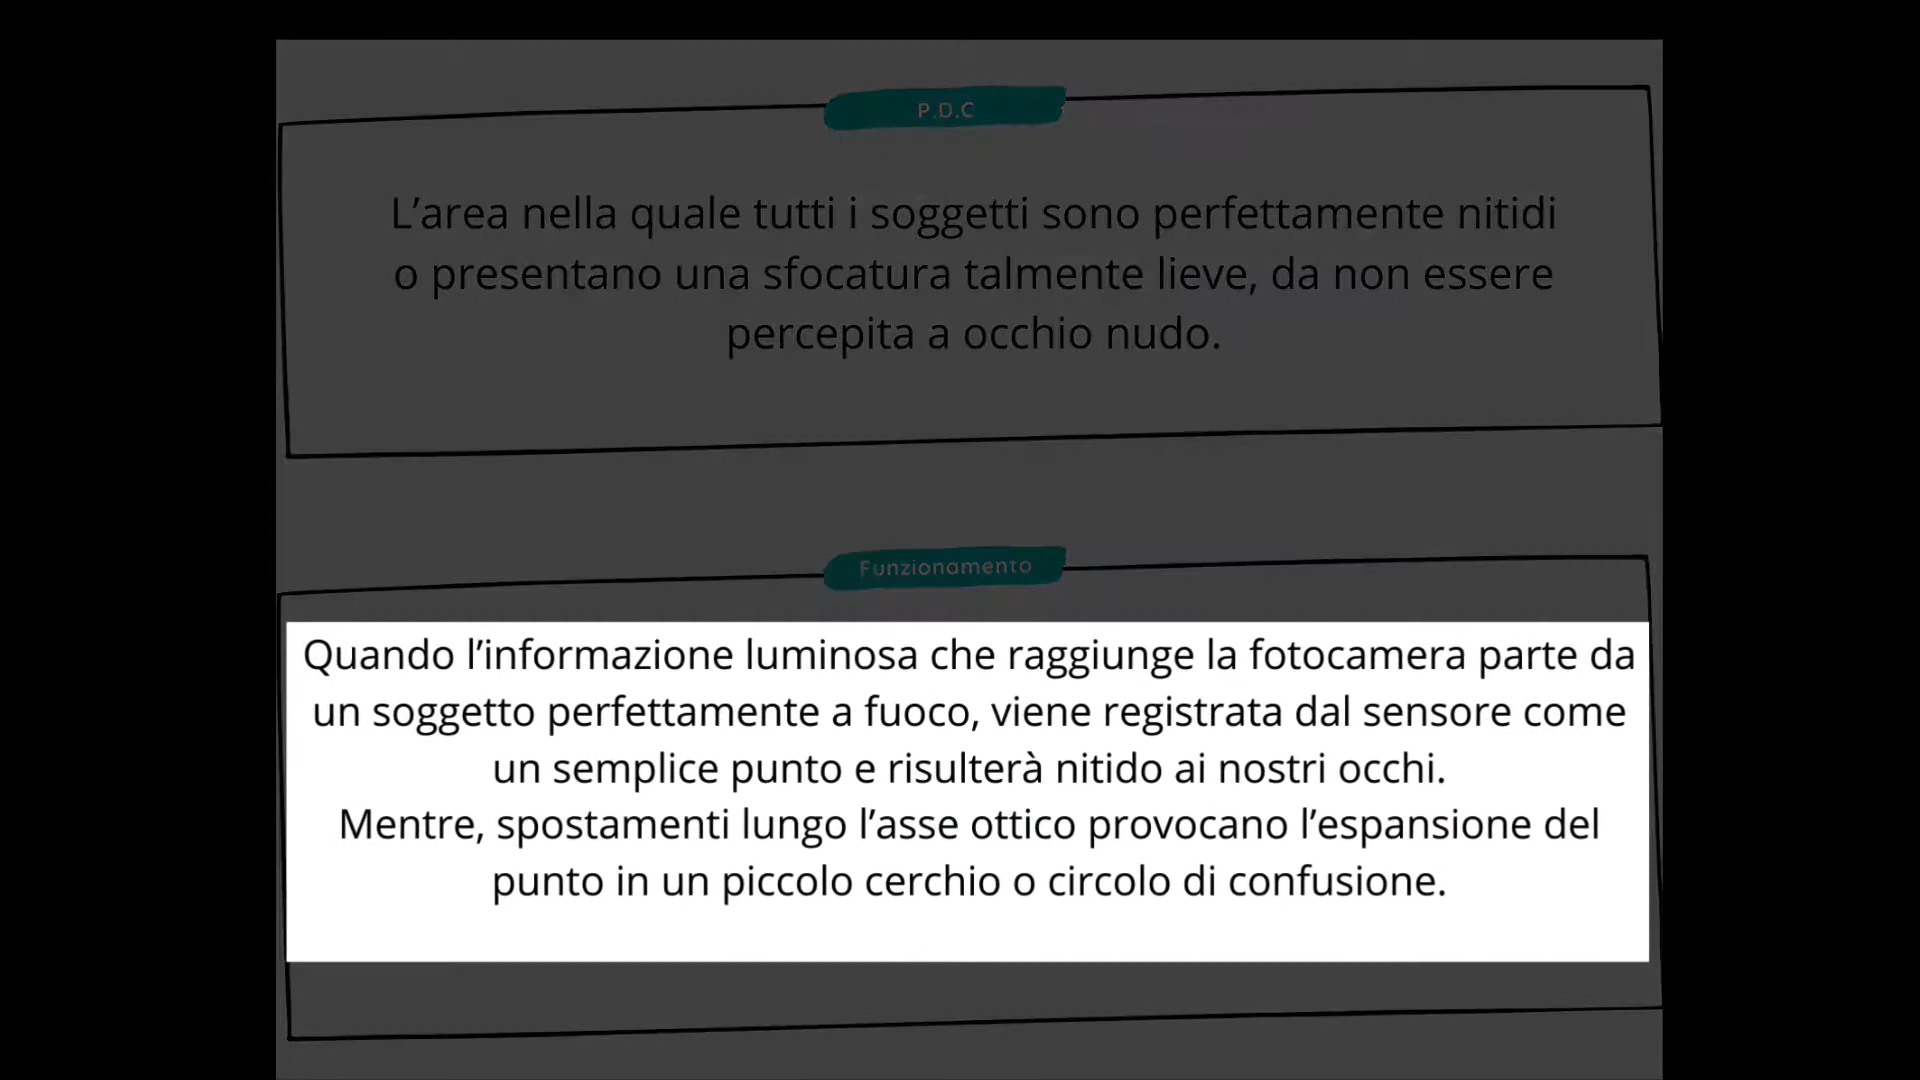 P.D.C
L’area nella quale tutti i soggetti sono perfettamente nitidi
o presentano una sfocatura talmente lieve, da non essere
percepita a occhio nudo.
Funzionamento
Quando l’informazione luminosa che raggiunge la fotocamera parte da
un soggetto perfettamente a fuoco, viene registrata dal sensore come
un semplice punto e risulterà nitido ai nostri occhi.
Mentre, spostamenti lungo l’asse ottico provocano l’espansione del
punto in un piccolo cerchio o circolo di confusione.